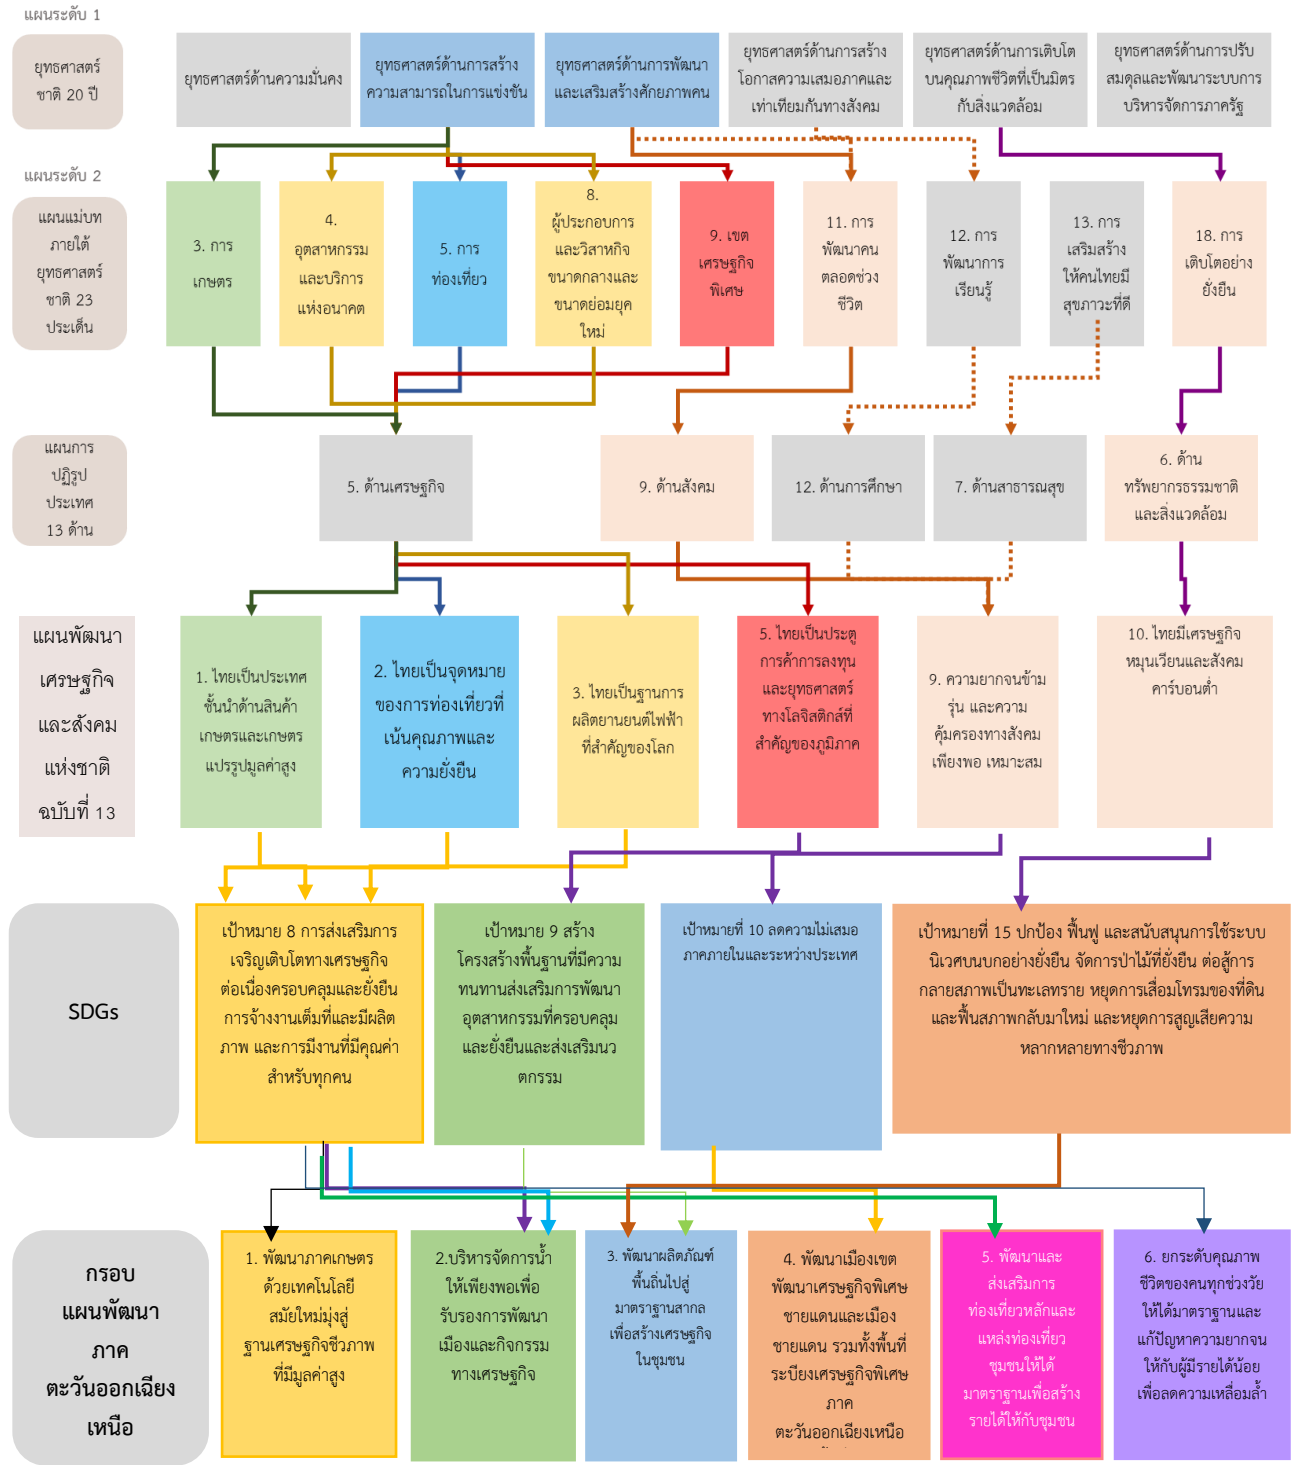 แผนระดับ 1
ยุทธศาสตร์
ชาติ 20 ปี
ยุทธศาสตร์ด้านความมั่นคง
ยุทธศาสตร์ด้านการสร้าง
ความสามารถในการแข่งขัน
ยุทธศาสตร์ด้านการพัฒนา
และเสริมสร้างศักยภาพคน
ยุทธศาสตร์ด้านการสร้าง
โอกาสความเสมอภาคและ
เท่าเทียมกันทางสังคม
ยุทธศาสตร์ด้านการเติบโต
บนคุณภาพชีวิตที่เป็นมิตร
กับสิ่งแวดล้อม
ยุทธศาสตร์ด้านการปรับ
สมดุลและพัฒนาระบบการ
บริหารจัดการภาครัฐ
แผนระดับ 2
แผนแม่บท
ภายใต้
ยุทธศาสตร์
ชาติ 23
ประเด็น
3. การ
เกษตร
4.
อุตสาหกรรม
และบริการ
แห่งอนาคต
5. การ
ท่องเที่ยว
8.
ผู้ประกอบการ
และวิสาหกิจ
ขนาดกลางและ
ขนาดย่อมยุค
ใหม่
9. เขต
เศรษฐกิจ
พิเศษ
11. การ
พัฒนาคน
ตลอดช่วง
ชีวิต
12. การ
พัฒนาการ
เรียนรู้
13. การ
เสริมสร้าง
ให้คนไทยมี
สุขภาวะที่ดี
18. การ
เติบโตอย่าง
ยั่งยืน
แผนการ
ปฏิรูป
ประเทศ
13 ด้าน
5. ด้านเศรษฐกิจ
9. ด้านสังคม
12. ด้านการศึกษา
7. ด้านสาธารณสุข
6. ด้าน
ทรัพยากรธรรมชาติ
และสิ่งแวดล้อม
แผนพัฒนา
เศรษฐกิจ
และสังคม
แห่งชาติ
ฉบับที่ 13
1. ไทยเป็นประเทศ
ชั้นนำด้านสินค้า
เกษตรและเกษตร
แปรรูปมูลค่าสูง
2. ไทยเป็นจุดหมาย
ของการท่องเที่ยวที่
เน้นคุณภาพและ
ความยั่งยืน
3. ไทยเป็นฐานการ
ผลิตยานยนต์ไฟฟ้า
ที่สำคัญของโลก
5. ไทยเป็นประตู
การค้าการลงทุน
และยุทธศาสตร์
ทางโลจิสติกส์ที่
สำคัญของภูมิภาค
9. ความยากจนข้าม
รุ่น และความ
คุ้มครองทางสังคม
เพียงพอ เหมาะสม
10. ไทยมีเศรษฐกิจ
หมุนเวียนและสังคม
คาร์บอนต่ำ
SDGs
เป้าหมาย 8 การส่งเสริมการ
เจริญเติบโตทางเศรษฐกิจ
ต่อเนื่องครอบคลุมและยั่งยืน
การจ้างงานเต็มที่และมีผลิต
ภาพ และการมีงานที่มีคุณค่า
สำหรับทุกคน
เป้าหมาย 9 สร้าง
โครงสร้างพื้นฐานที่มีความ
ทนทานส่งเสริมการพัฒนา
อุตสาหกรรมที่ครอบคลุม
และยั่งยืนและส่งเสริมนว
ตกรรม
เป้าหมายที่ 10 ลดความไม่เสมอ
ภาคภายในและระหว่างประเทศ
เป้าหมายที่ 15 ปกป้อง ฟื้นฟู และสนับสนุนการใช้ระบบ
นิเวศบนบกอย่างยั่งยืน จัดการป่าไม้ที่ยั่งยืน ต่อสู้การ
กลายสภาพเป็นทะเลทราย หยุดการเสื่อมโทรมของที่ดิน
และฟื้นสภาพกลับมาใหม่ และหยุดการสูญเสียความ
หลากหลายทางชีวภาพ
กรอบ
แผนพัฒนา
ภาค
ตะวันออกเฉียง
เหนือ
1. พัฒนาภาคเกษตร
ด้วยเทคโนโลยี
สมัยใหม่มุ่งสู่
ฐานเศรษฐกิจชีวภาพ
ที่มีมูลค่าสูง
2.บริหารจัดการน้ำ
ให้เพียงพอเพื่อ
รับรองการพัฒนา
เมืองและกิจกรรม
ทางเศรษฐกิจ
3. พัฒนาผลิตภัณฑ์
พื้นถิ่นไปสู่
มาตราฐานสากล
เพื่อสร้างเศรษฐกิจ
ในชุมชน
4. พัฒนาเมืองเขต
พัฒนาเศรษฐกิจพิเศษ
ชายแดนและเมือง
ชายแดน รวมทั้งพื้นที่
ระเบียงเศรษฐกิจพิเศษ
ภาค
ตะวันออกเฉียงเหนือ
5. พัฒนาและ
ส่งเสริมการ
ท่องเที่ยวหลักและ
แหล่งท่องเที่ยว
ชุมชนให้ได้
มาตราฐานเพื่อสร้าง
รายได้ให้กับชุมชน
6. ยกระดับคุณภาพ
ชีวิตของคนทุกช่วงวัย
ให้ได้มาตราฐานและ
แก้ปัญหาความยากจน
ให้กับผู้มีรายได้น้อย
เพื่อลดความเหลื่อมล้ำ